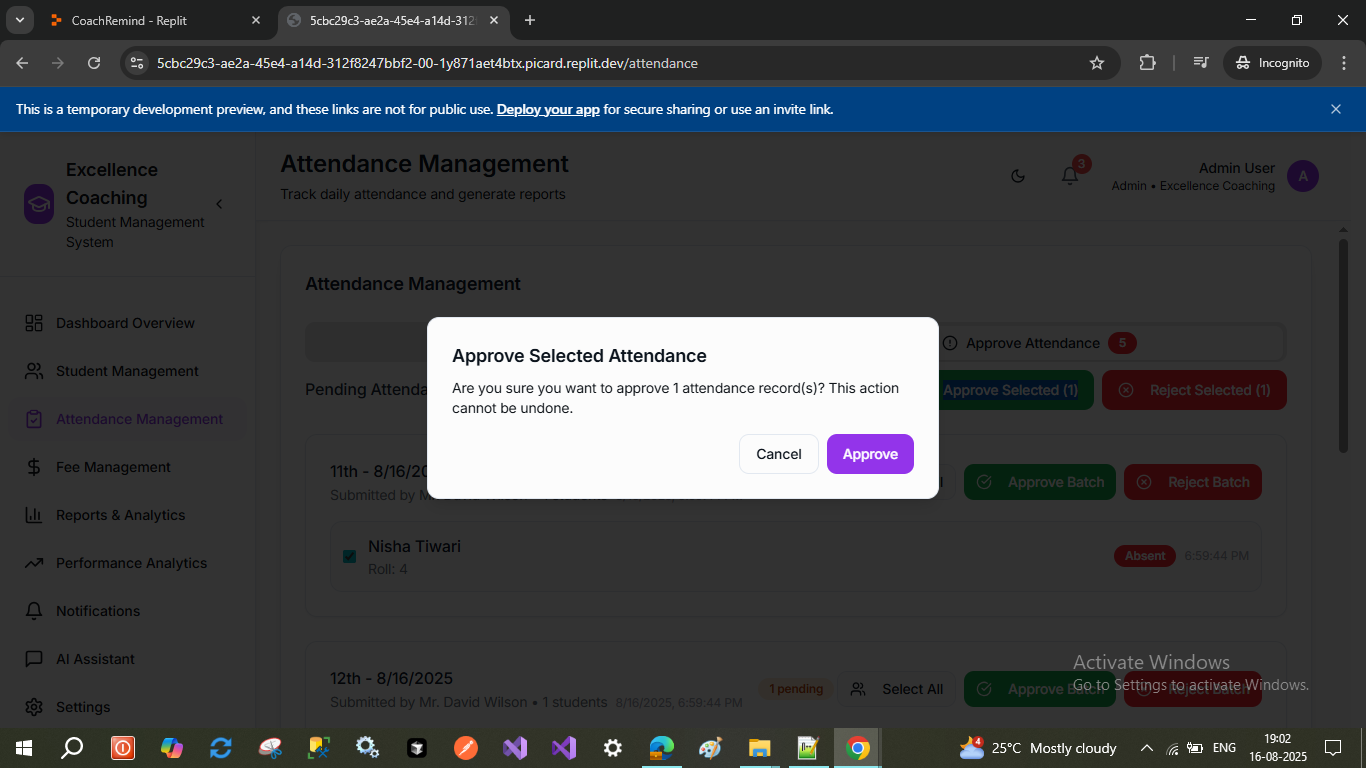 CoachRemind - Replit
5cbc29c3-ae2a-45e4-a14d-312
5cbc29c3-ae2a-45e4-a14d-312f8247bbf2-00-1y871aet4btx.picard.replit.dev/attendance
Incognito
This is a temporary development preview, and these links are not for public use. Deploy your app for secure sharing or use an invite link.
Excellence
Coaching
Student Management
System
Attendance Management
Track daily attendance and generate reports
3
Admin User
Admin • Excellence Coaching
A
Dashboard Overview
Student Management
Attendance Management
Fee Management
Reports & Analytics
Performance Analytics
Notifications
AI Assistant
Settings
Attendance Management
Approve Attendance 5
Pending Attenda
Approve Selected (1)
Reject Selected (1)
Approve Selected Attendance
Are you sure you want to approve 1 attendance record(s)? This action
cannot be undone.
Cancel
Approve
11th - 8/16/20
Submitted by
Approve Batch
Reject Batch
Nisha Tiwari
Roll: 4
Absent
6:59:44 PM
12th - 8/16/2025
Submitted by Mr. David Wilson • 1 students 8/16/2025, 6:59:44 PM
1 pending
Select All
Approve Batch
Reject Batch
Activate Windows
Go to Settings to activate Windows.
4
25°C Mostly cloudy
ENG
19:02
16-08-2025